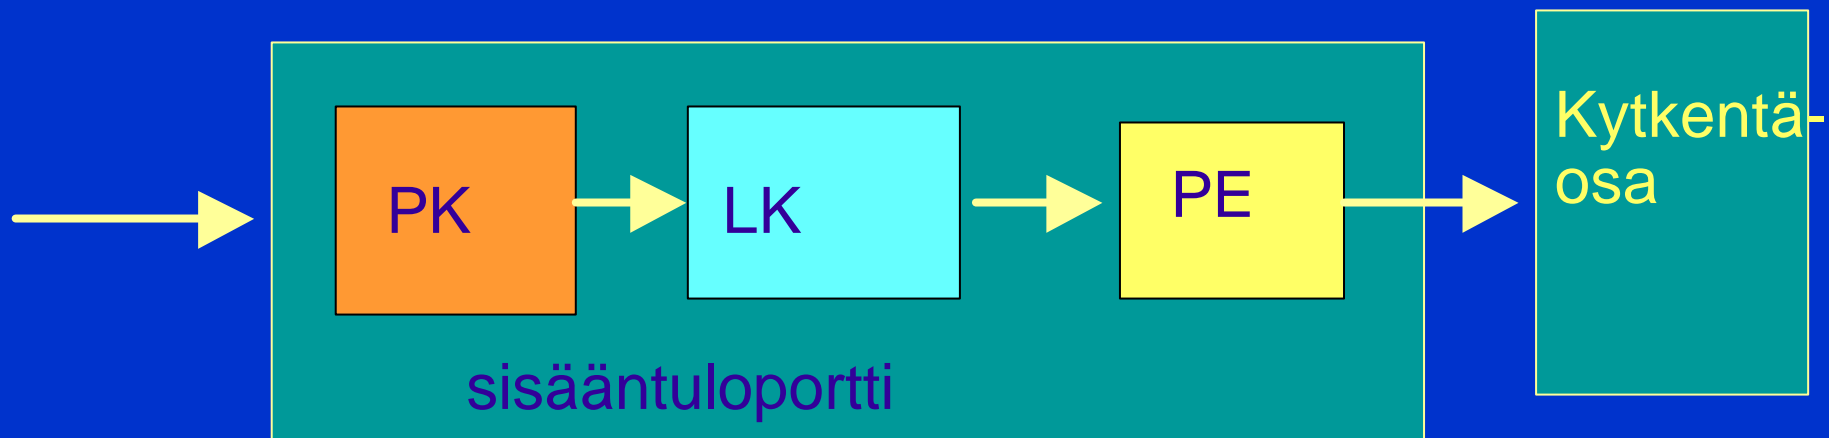 PK
LK
PE
Kytkentä-
osa
sisääntuloportti